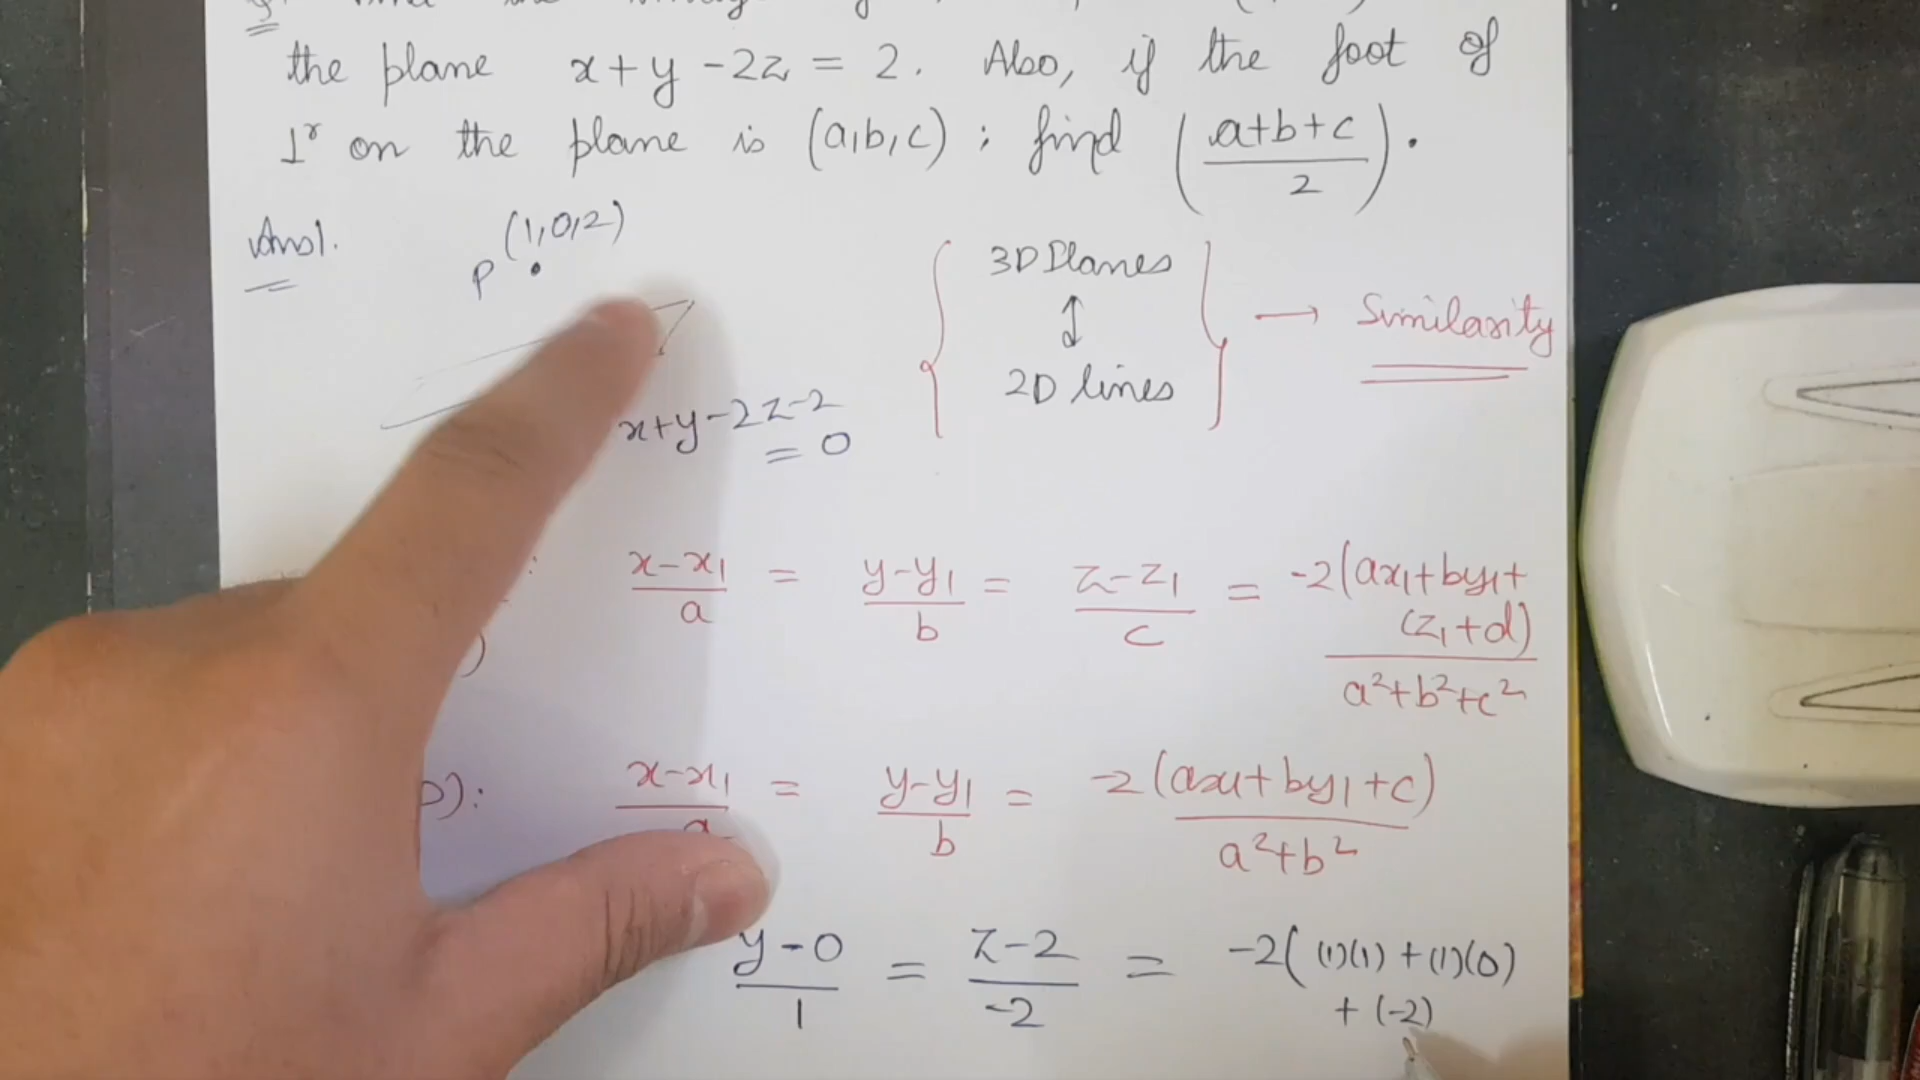 the plane x+y-2z = 2. Also, if the foot of
⊥ʳ on the plane is (a,b,c) ; find ((a+b+c)/2).
Ans1.
P (1,0,2)
3D Planes
↕
2D lines
→ Similarity
x+y-2z-2
= 0
(x-x₁)/a = (y-y₁)/b = (z-z₁)/c = -2(ax₁+by₁+
cz₁+d)
a²+b²+c²
D): (x-x₁)/a = (y-y₁)/b = -2(ax₁+by₁+c)/(a²+b²)
(y-0)/1 = (z-2)/-2 = -2( (1)(1) + (1)(0)
+ (-2)